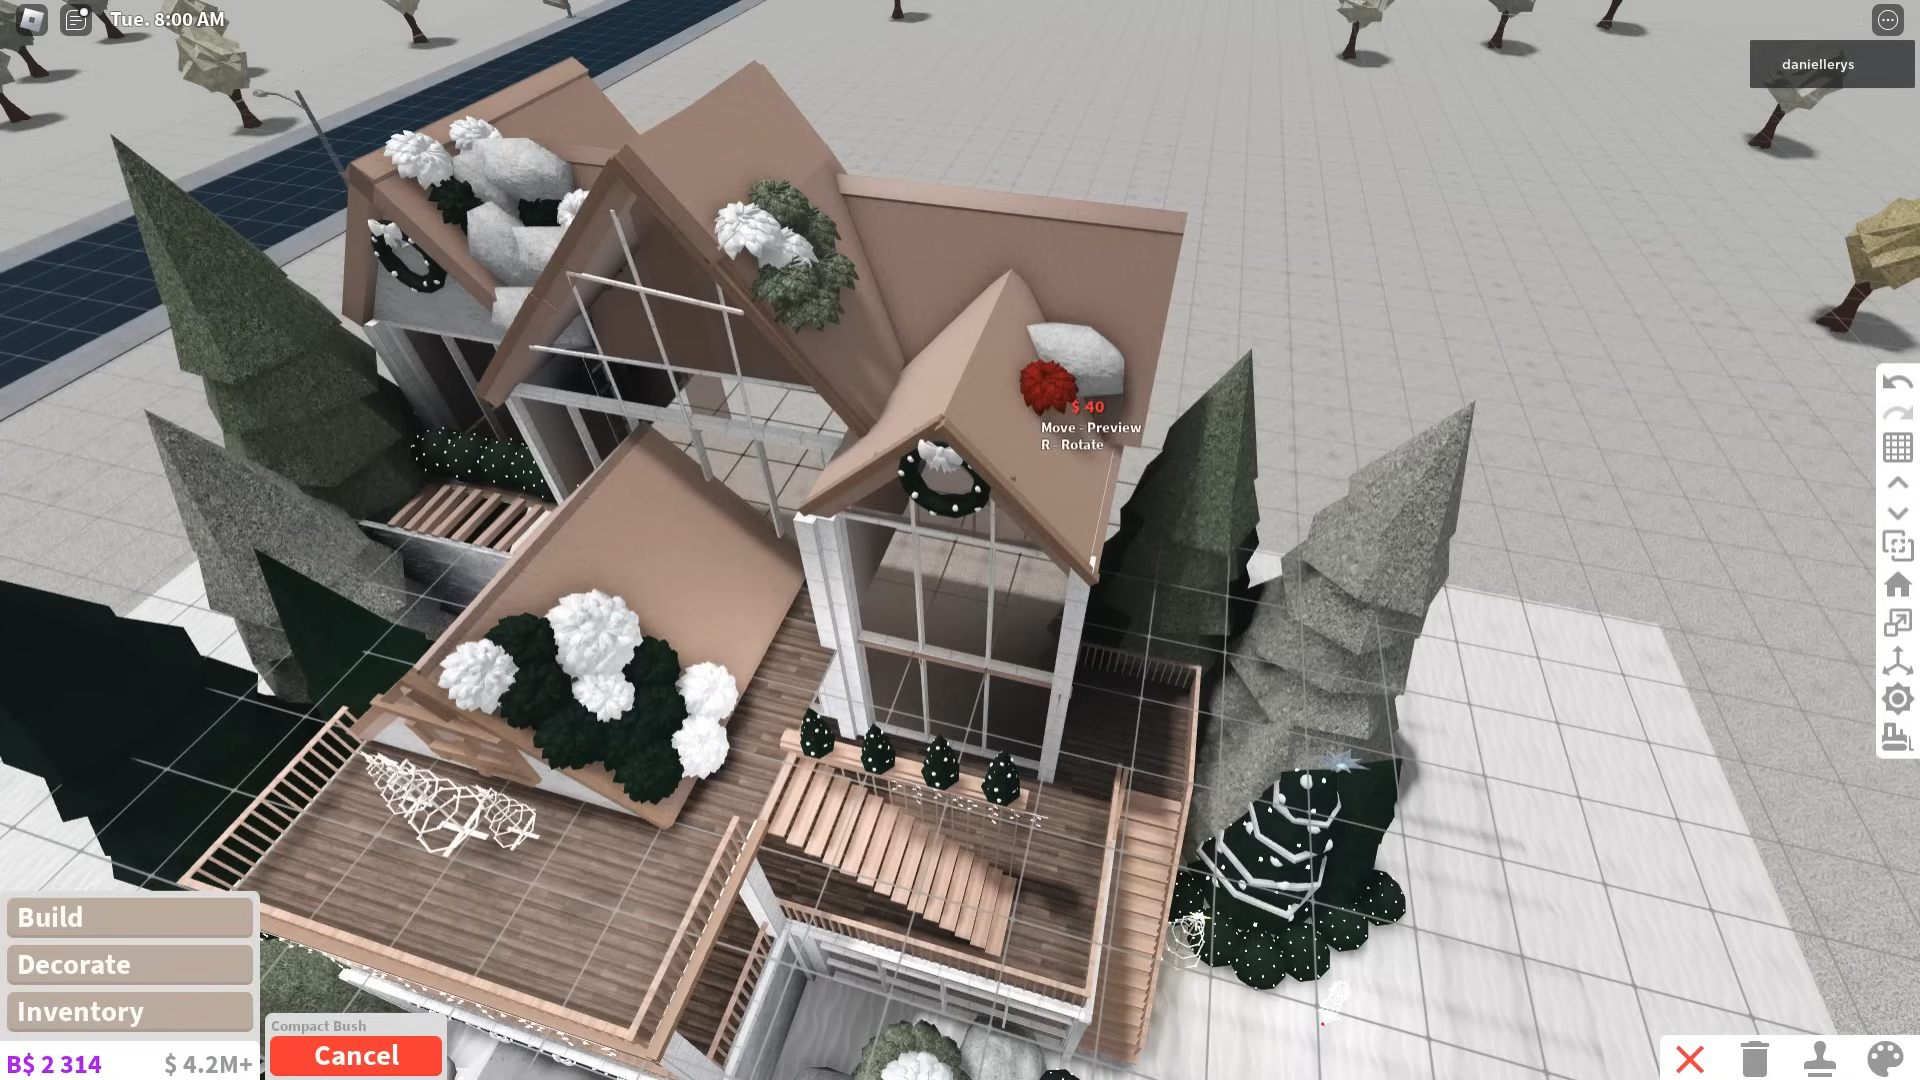 Tue. 8:00 AM
daniellerys
$ 40
Move - Preview
R - Rotate
Build
Decorate
Inventory
B$ 2 314
$ 4.2M+
Compact Bush
Cancel